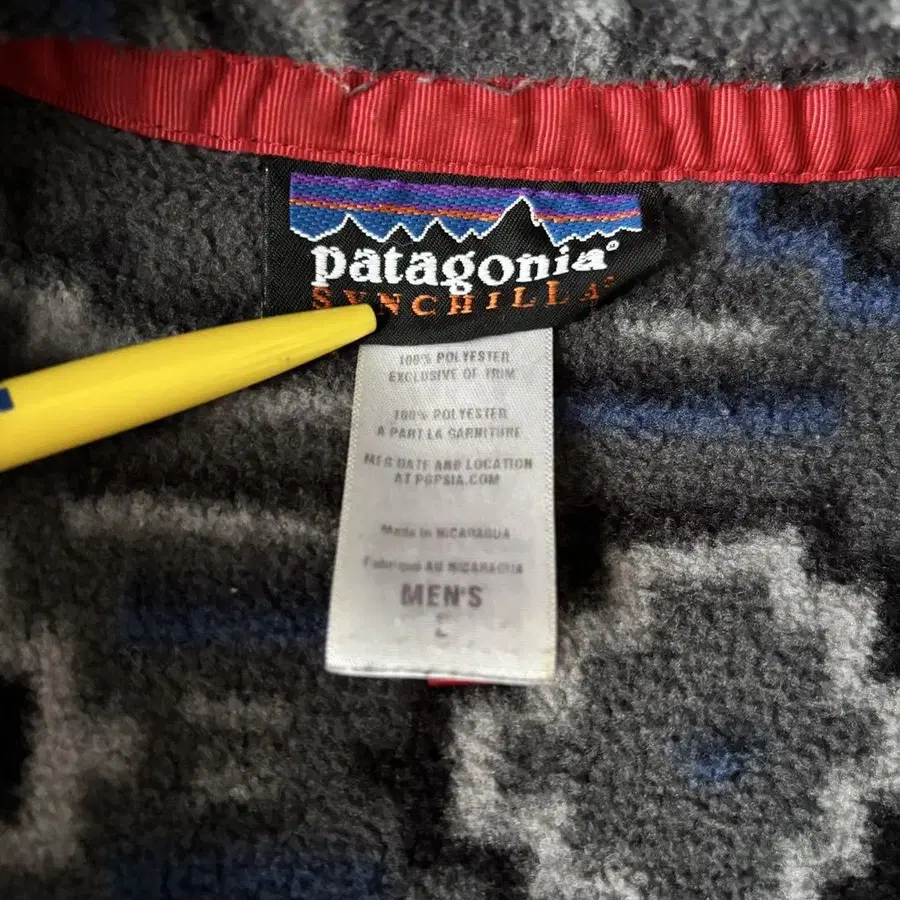 patagonia®
SYNCHILLA®
100% POLYESTER
EXCLUSIVE OF TRIM
100% POLYESTER
A PART LA GARNITURE
MFG DATE AND LOCATION
AT PGPSIA.COM
Made in NICARAGUA
Fabriqué AU NICARAGUA
MEN'S
L